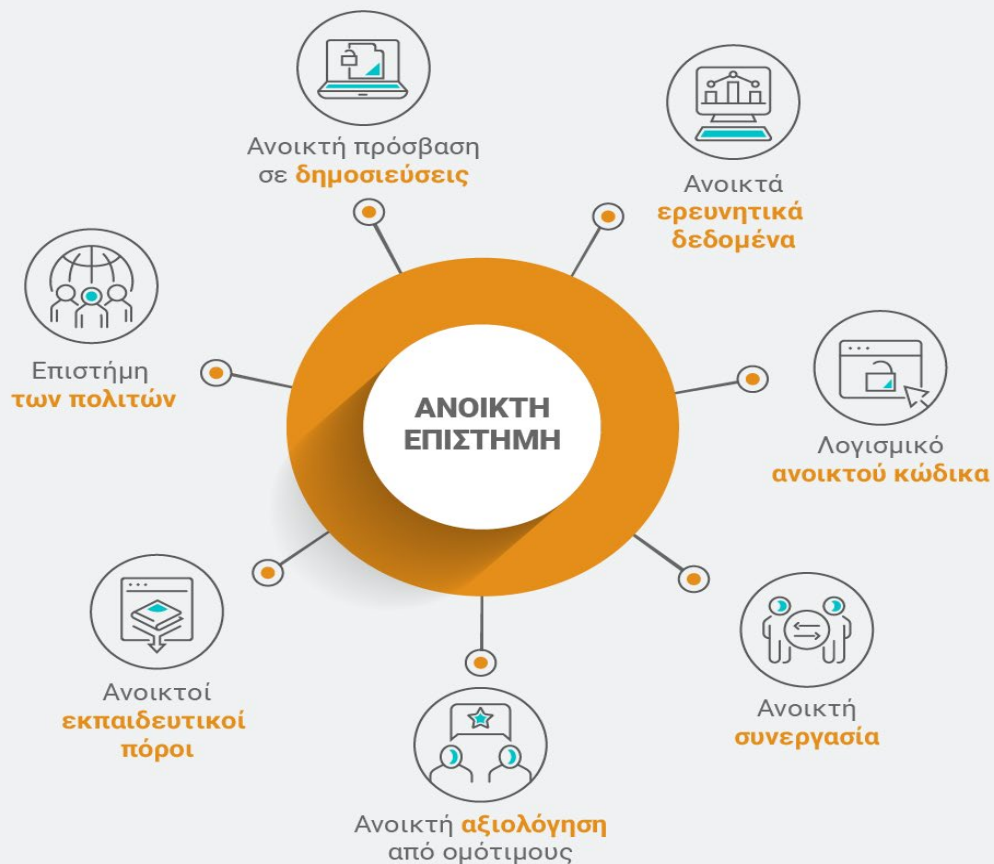 Ανοικτή πρόσβαση
σε δημοσιεύσεις
Ανοικτά
ερευνητικά
δεδομένα
Επιστήμη
των πολιτών
ΑΝΟΙΚΤΗ
ΕΠΙΣΤΗΜΗ
Λογισμικό
ανοικτού κώδικα
Ανοικτοί
εκπαιδευτικοί
πόροι
Ανοικτή
συνεργασία
Ανοικτή αξιολόγηση
από ομότιμους